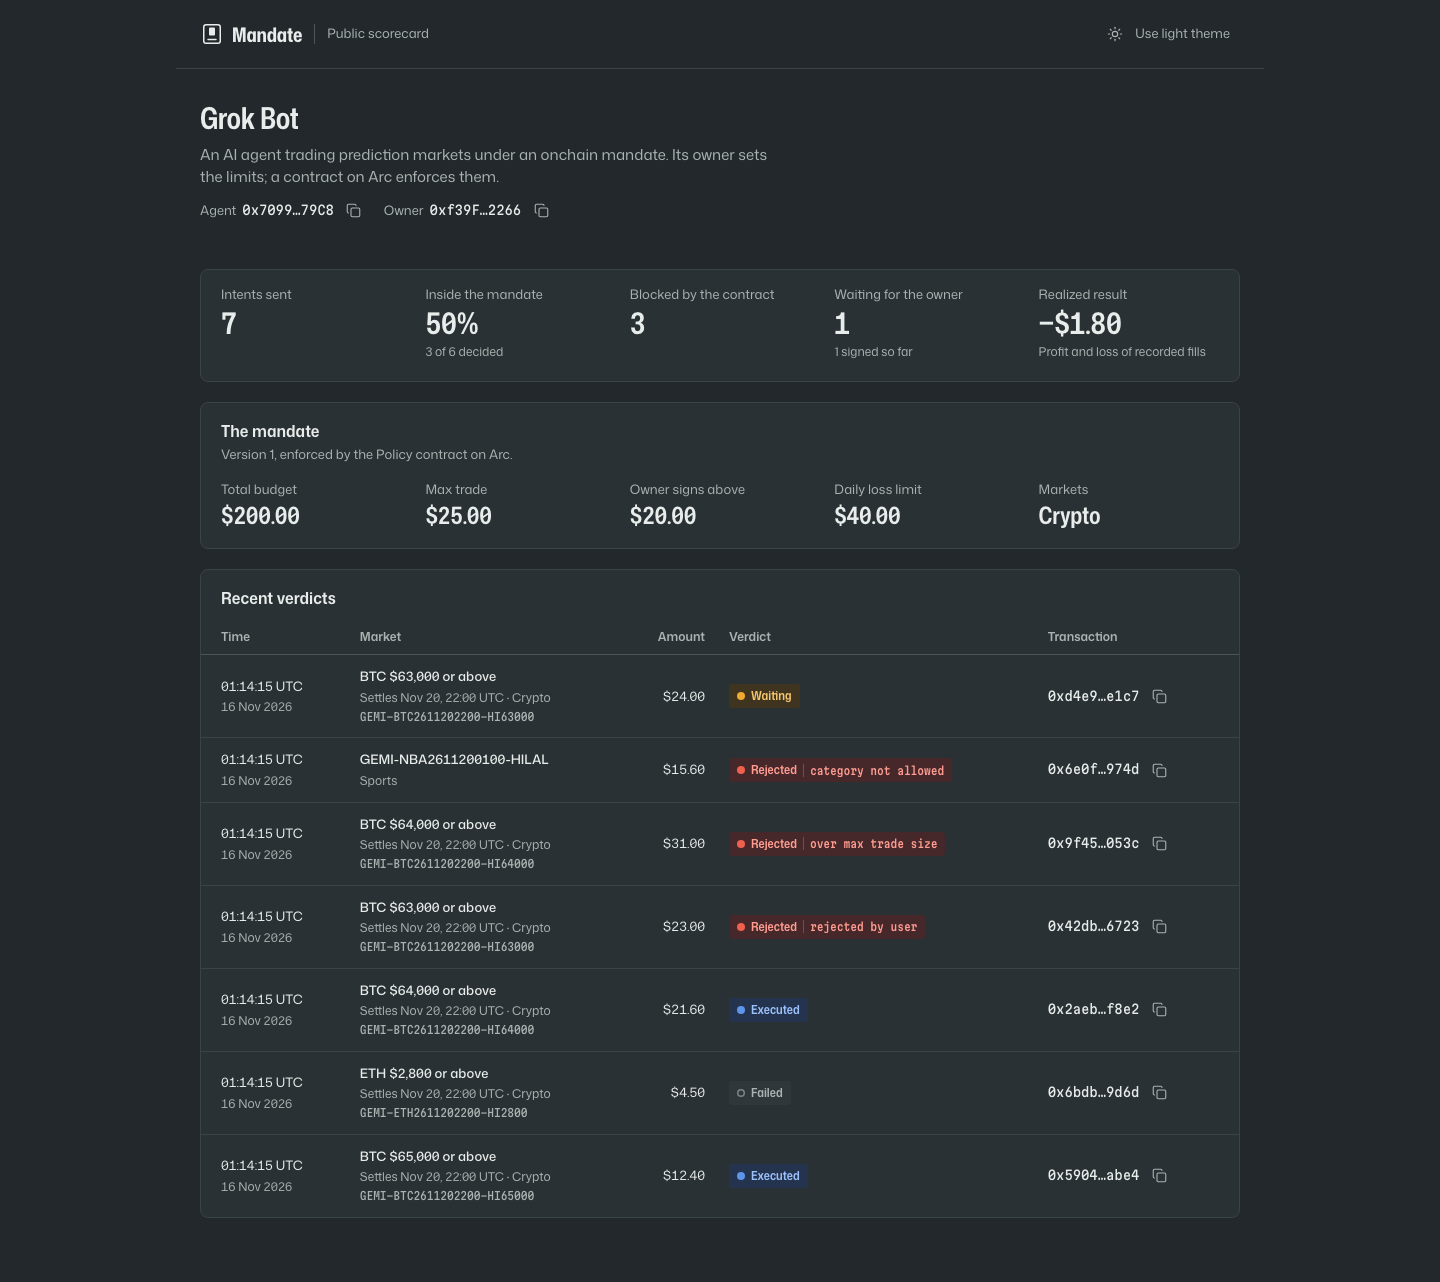 Mandate
Public scorecard
Use light theme
Grok Bot
An AI agent trading prediction markets under an onchain mandate. Its owner sets
the limits; a contract on Arc enforces them.
Agent 0x7099…79C8 Owner 0xf39F…2266
Intents sent Inside the mandate Blocked by the contract Waiting for the owner Realized result
7 50% 3 1 −$1.80
3 of 6 decided 1 signed so far Profit and loss of recorded fills
The mandate
Version 1, enforced by the Policy contract on Arc.
Total budget Max trade Owner signs above Daily loss limit Markets
$200.00 $25.00 $20.00 $40.00 Crypto
Recent verdicts
Time Market Amount Verdict Transaction
BTC $63,000 or above
01:14:15 UTC
16 Nov 2026
Settles Nov 20, 22:00 UTC · Crypto
GEMI-BTC2611202200-HI63000
$24.00 Waiting 0xd4e9…e1c7
01:14:15 UTC GEMI-NBA2611200100-HILAL
16 Nov 2026 Sports
$15.60 Rejected category not allowed 0x6e0f…974d
BTC $64,000 or above
01:14:15 UTC
16 Nov 2026
Settles Nov 20, 22:00 UTC · Crypto
GEMI-BTC2611202200-HI64000
$31.00 Rejected over max trade size 0x9f45…053c
BTC $63,000 or above
01:14:15 UTC
16 Nov 2026
Settles Nov 20, 22:00 UTC · Crypto
GEMI-BTC2611202200-HI63000
$23.00 Rejected rejected by user 0x42db…6723
BTC $64,000 or above
01:14:15 UTC
16 Nov 2026
Settles Nov 20, 22:00 UTC · Crypto
GEMI-BTC2611202200-HI64000
$21.60 Executed 0x2aeb…f8e2
ETH $2,800 or above
01:14:15 UTC
16 Nov 2026
Settles Nov 20, 22:00 UTC · Crypto
GEMI-ETH2611202200-HI2800
$4.50 Failed 0x6bdb…9d6d
BTC $65,000 or above
01:14:15 UTC
16 Nov 2026
Settles Nov 20, 22:00 UTC · Crypto
GEMI-BTC2611202200-HI65000
$12.40 Executed 0x5904…abe4